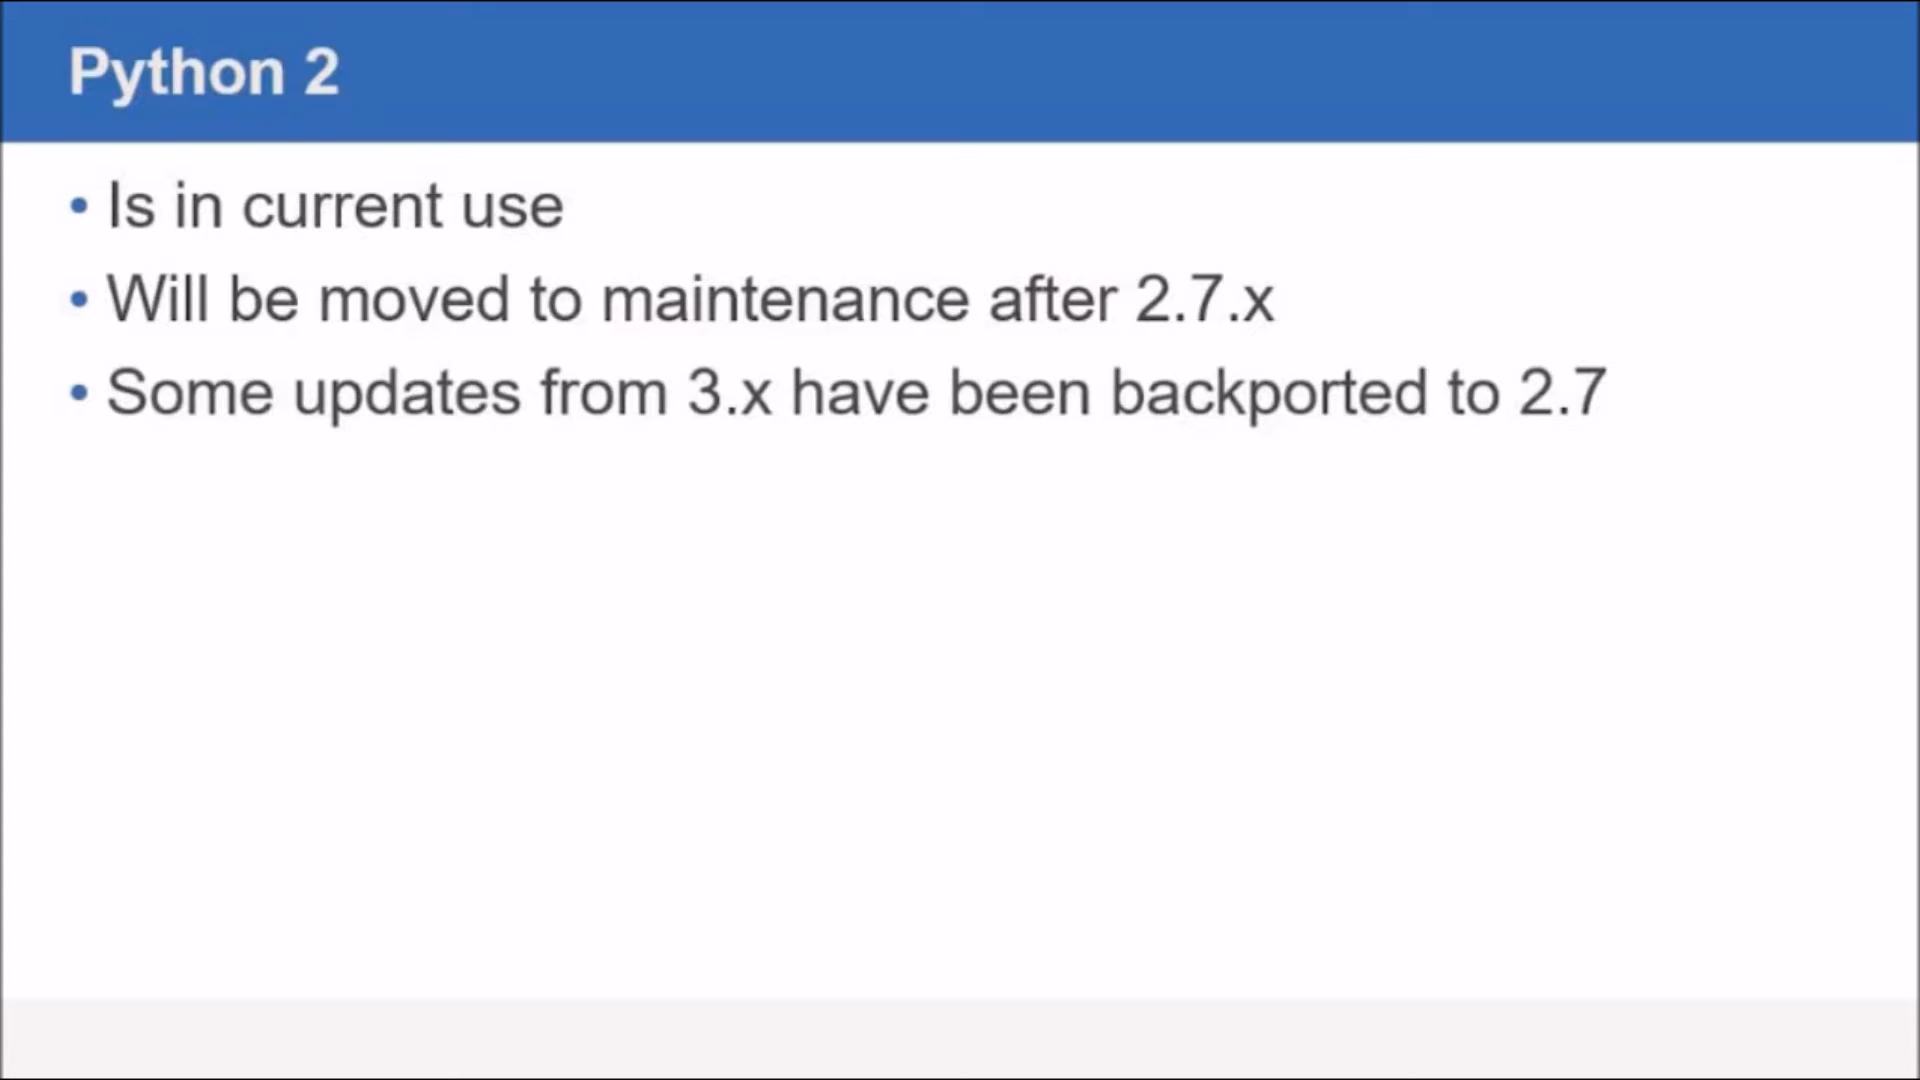 Python 2
• Is in current use
• Will be moved to maintenance after 2.7.x
• Some updates from 3.x have been backported to 2.7